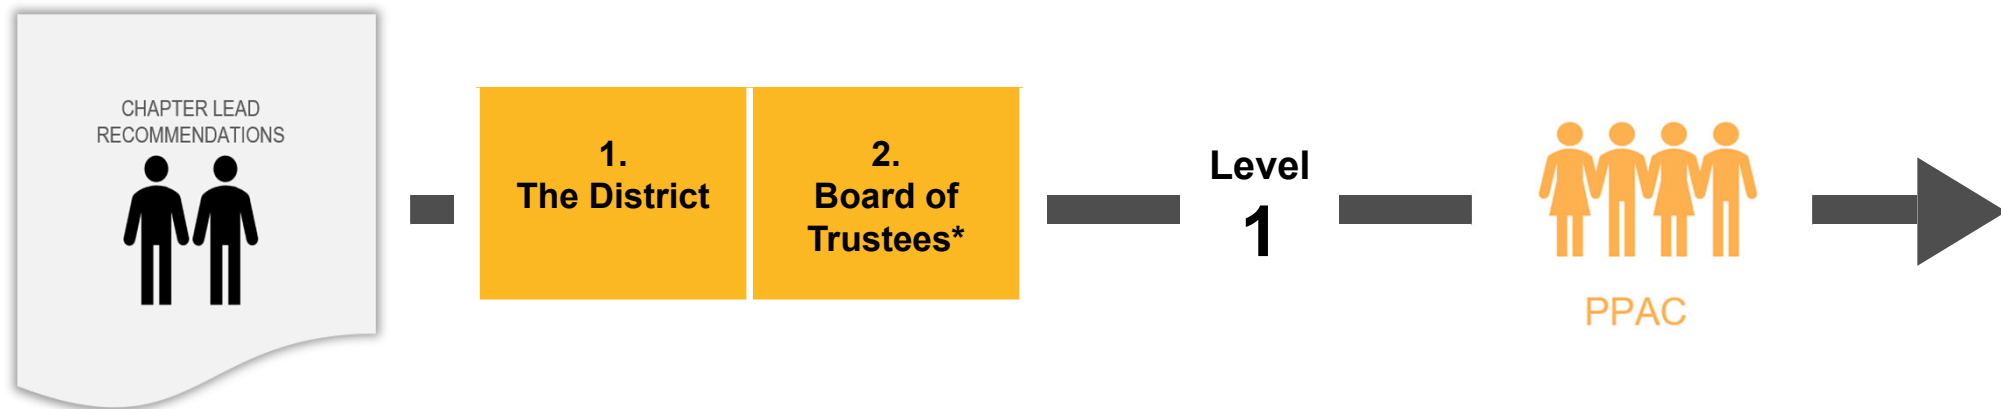 CHAPTER LEAD
RECOMMENDATIONS
1.
The District
2.
Board of
Trustees*
Level
1
PPAC